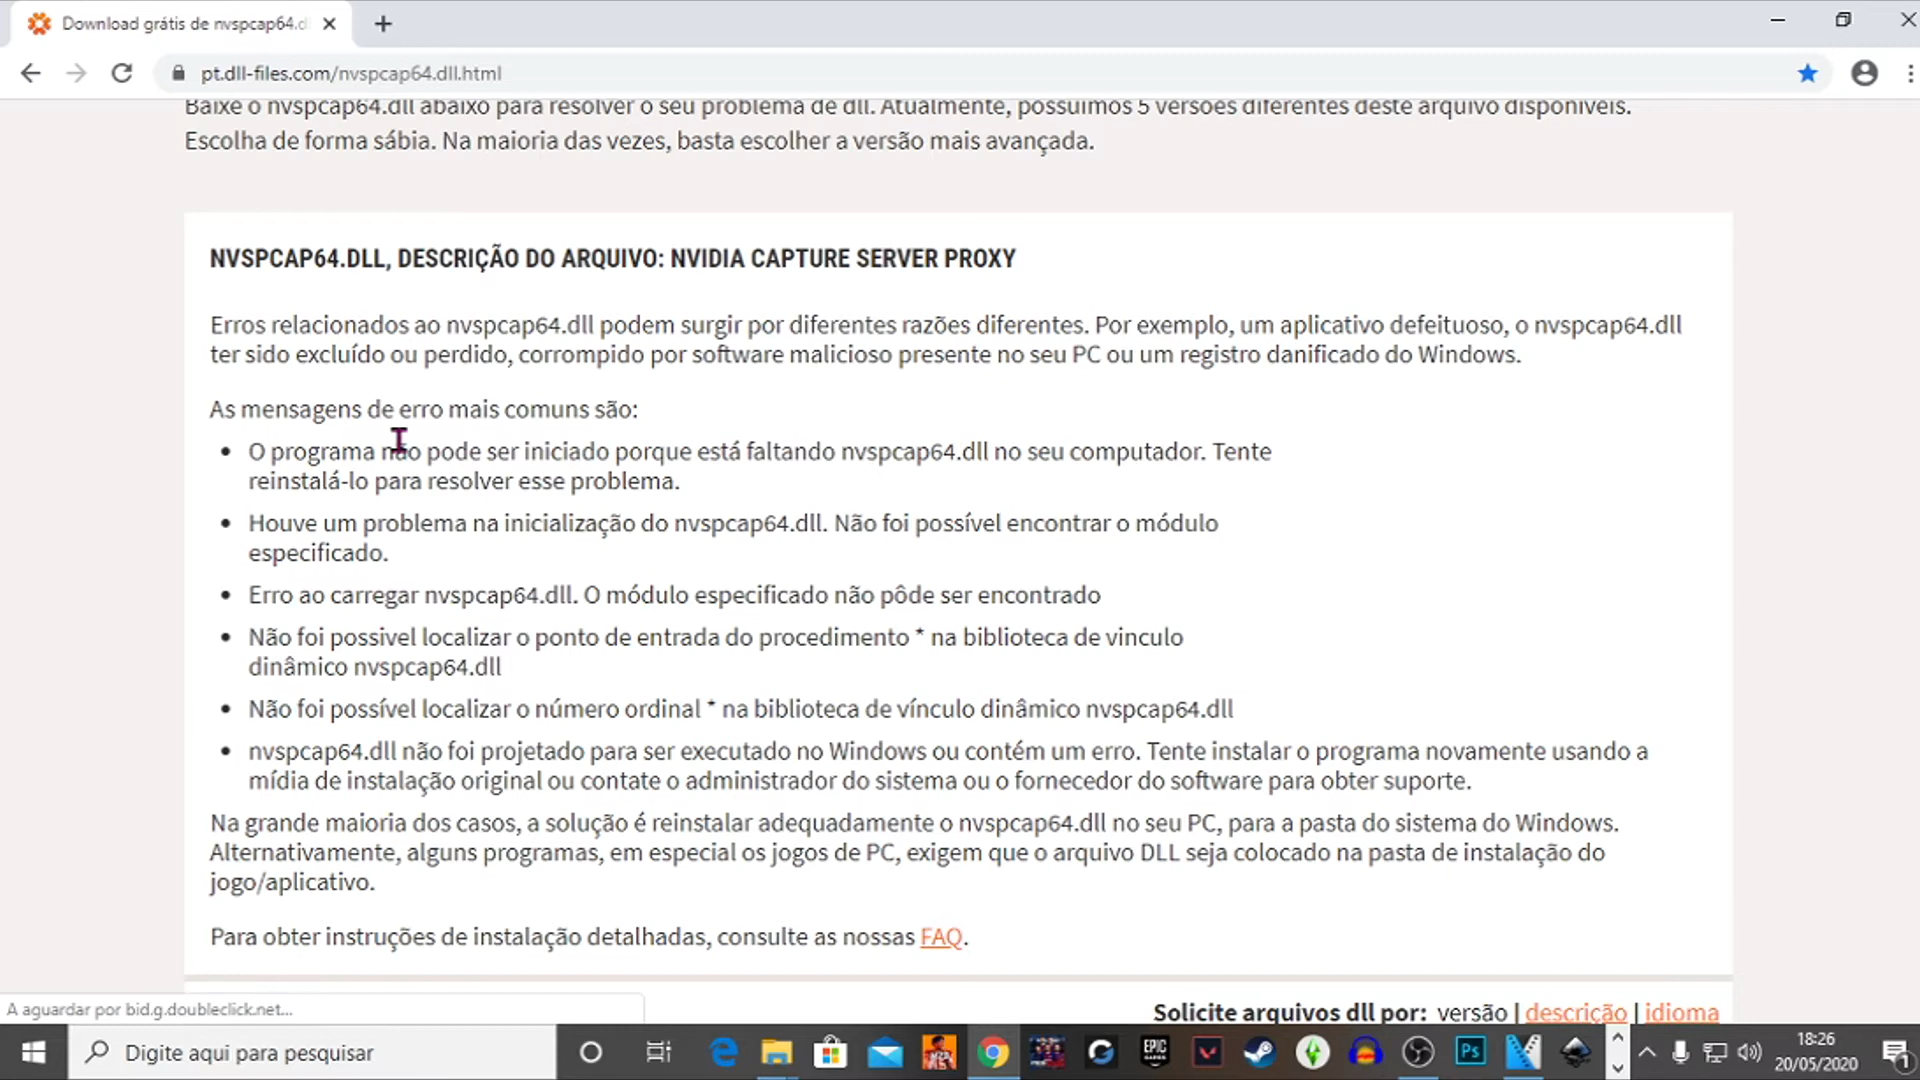 Download grátis de nvspcap64.d
pt.dll-files.com/nvspcap64.dll.html
Baixe o nvspcap64.dll abaixo para resolver o seu problema de dll. Atualmente, possuímos 5 versões diferentes deste arquivo disponíveis.
Escolha de forma sábia. Na maioria das vezes, basta escolher a versão mais avançada.
NVSPCAP64.DLL, DESCRIÇÃO DO ARQUIVO: NVIDIA CAPTURE SERVER PROXY
Erros relacionados ao nvspcap64.dll podem surgir por diferentes razões diferentes. Por exemplo, um aplicativo defeituoso, o nvspcap64.dll
ter sido excluído ou perdido, corrompido por software malicioso presente no seu PC ou um registro danificado do Windows.
As mensagens de erro mais comuns são:
• O programa não pode ser iniciado porque está faltando nvspcap64.dll no seu computador. Tente
reinstalá-lo para resolver esse problema.
• Houve um problema na inicialização do nvspcap64.dll. Não foi possível encontrar o módulo
especificado.
• Erro ao carregar nvspcap64.dll. O módulo especificado não pôde ser encontrado
• Não foi possivel localizar o ponto de entrada do procedimento * na biblioteca de vinculo
dinâmico nvspcap64.dll
• Não foi possível localizar o número ordinal * na biblioteca de vínculo dinâmico nvspcap64.dll
• nvspcap64.dll não foi projetado para ser executado no Windows ou contém um erro. Tente instalar o programa novamente usando a
mídia de instalação original ou contate o administrador do sistema ou o fornecedor do software para obter suporte.
Na grande maioria dos casos, a solução é reinstalar adequadamente o nvspcap64.dll no seu PC, para a pasta do sistema do Windows.
Alternativamente, alguns programas, em especial os jogos de PC, exigem que o arquivo DLL seja colocado na pasta de instalação do
jogo/aplicativo.
Para obter instruções de instalação detalhadas, consulte as nossas FAQ.
A aguardar por bid.g.doubleclick.net...
Solicite arquivos dll por: versão | descrição | idioma
Digite aqui para pesquisar
EPIC GAMES
Ps
18:26
20/05/2020
1